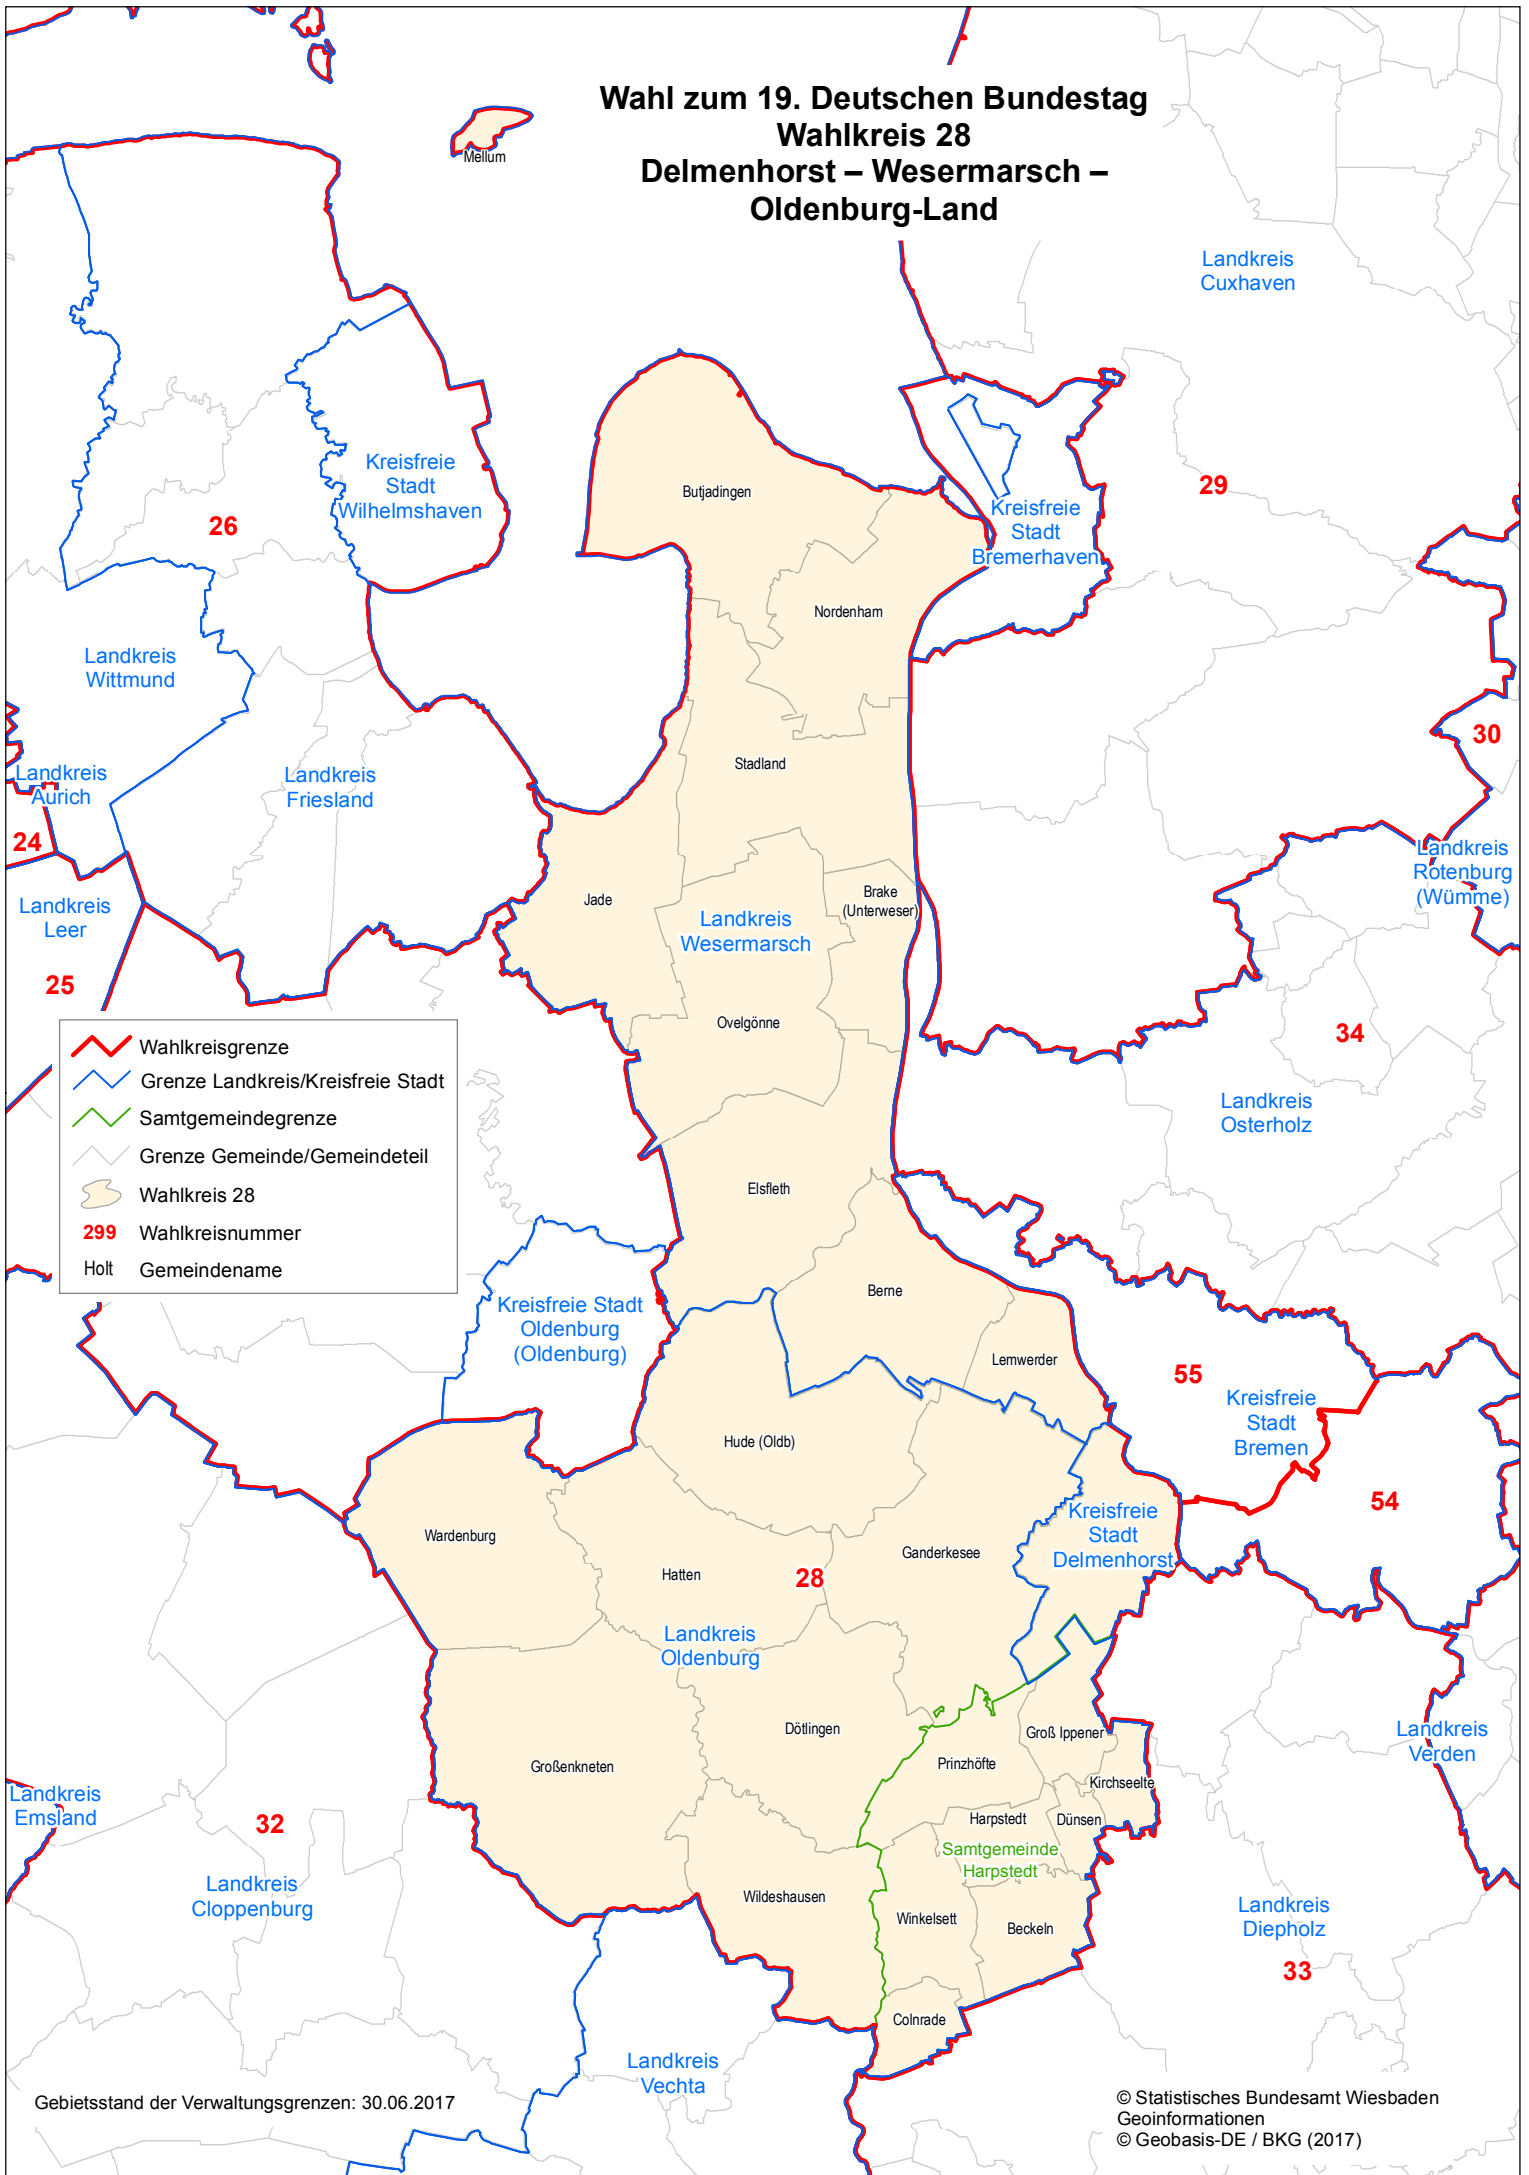 Wahl zum 19. Deutschen Bundestag
Wahlkreis 28
Delmenhorst – Wesermarsch –
Oldenburg-Land
Mellum
Landkreis
Cuxhaven
Butjadingen
Kreisfreie
Stadt
Wilhelmshaven
26
29
Kreisfreie
Stadt
Bremerhaven
Nordenham
Landkreis
Wittmund
30
Stadland
Landkreis
Aurich
Landkreis
Friesland
24
Landkreis
Rotenburg
(Wümme)
Jade
Brake
(Unterweser)
Landkreis
Leer
Landkreis
Wesermarsch
25
Ovelgönne
34
Wahlkreisgrenze
Grenze Landkreis/Kreisfreie Stadt
Samtgemeindegrenze
Grenze Gemeinde/Gemeindeteil
Wahlkreis 28
299 Wahlkreisnummer
Holt Gemeindename
Landkreis
Osterholz
Elsfleth
Berne
Kreisfreie Stadt
Oldenburg
(Oldenburg)
Lemwerder
55
Kreisfreie
Stadt
Bremen
Hude (Oldb)
54
Kreisfreie
Stadt
Delmenhorst
Wardenburg
Ganderkesee
Hatten
28
Landkreis
Oldenburg
Dötlingen
Groß Ippener
Landkreis
Verden
Prinzhöfte
Großenkneten
Kirchseelte
Landkreis
Emsland
32
Harpstedt
Dünsen
Samtgemeinde
Harpstedt
Landkreis
Cloppenburg
Wildeshausen
Winkelsett
Beckeln
Landkreis
Diepholz
33
Colnrade
Landkreis
Vechta
Gebietsstand der Verwaltungsgrenzen: 30.06.2017
© Statistisches Bundesamt Wiesbaden
Geoinformationen
© Geobasis-DE / BKG (2017)